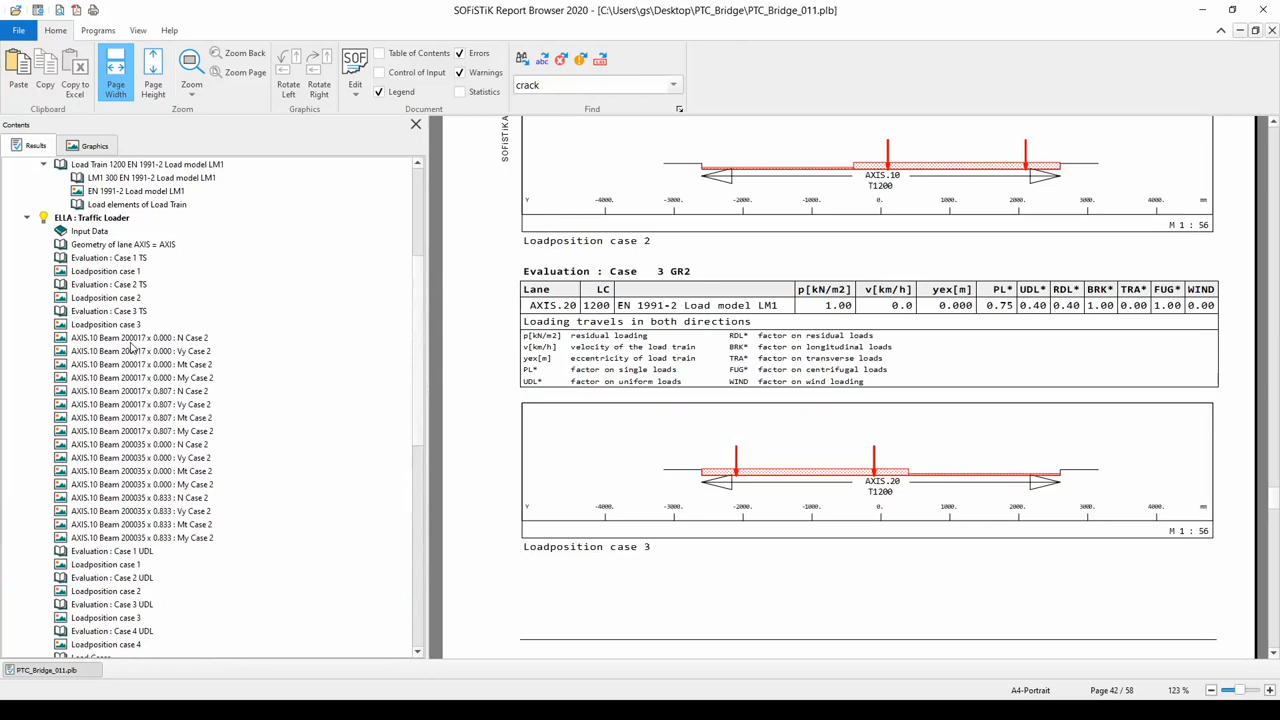 SOFiSTiK Report Browser 2020 - [C:\Users\gs\Desktop\PTC_Bridge\PTC_Bridge_011.plb]
File Home Programs View Help
Paste Copy Copy to Excel
Clipboard
Page Width Page Height Zoom Zoom Back Zoom Page
Zoom
Rotate Left Rotate Right
Graphics
SOF Edit
Table of Contents Errors
Control of Input Warnings
Legend Statistics
Document
crack
Find
Contents
Results Graphics
Load Train 1200 EN 1991-2 Load model LM1
LM1 300 EN 1991-2 Load model LM1
EN 1991-2 Load model LM1
Load elements of Load Train
ELLA : Traffic Loader
Input Data
Geometry of lane AXIS = AXIS
Evaluation : Case 1 TS
Loadposition case 1
Evaluation : Case 2 TS
Loadposition case 2
Evaluation : Case 3 TS
Loadposition case 3
AXIS.10 Beam 200017 x 0.000 : N Case 2
AXIS.10 Beam 200017 x 0.000 : Vy Case 2
AXIS.10 Beam 200017 x 0.000 : Mt Case 2
AXIS.10 Beam 200017 x 0.000 : My Case 2
AXIS.10 Beam 200017 x 0.807 : N Case 2
AXIS.10 Beam 200017 x 0.807 : Vy Case 2
AXIS.10 Beam 200017 x 0.807 : Mt Case 2
AXIS.10 Beam 200017 x 0.807 : My Case 2
AXIS.10 Beam 200035 x 0.000 : N Case 2
AXIS.10 Beam 200035 x 0.000 : Vy Case 2
AXIS.10 Beam 200035 x 0.000 : Mt Case 2
AXIS.10 Beam 200035 x 0.000 : My Case 2
AXIS.10 Beam 200035 x 0.833 : N Case 2
AXIS.10 Beam 200035 x 0.833 : Vy Case 2
AXIS.10 Beam 200035 x 0.833 : Mt Case 2
AXIS.10 Beam 200035 x 0.833 : My Case 2
Evaluation : Case 1 UDL
Loadposition case 1
Evaluation : Case 2 UDL
Loadposition case 2
Evaluation : Case 3 UDL
Loadposition case 3
Evaluation : Case 4 UDL
Loadposition case 4
SOFiSTiK
AXIS.10
T1200
Y -4000. -3000. -2000. -1000. 0. 1000. 2000. 3000. 4000. mm
M 1 : 56
Loadposition case 2
Evaluation : Case 3 GR2
Lane LC p[kN/m2] v[km/h] yex[m] PL* UDL* RDL* BRK* TRA* FUG* WIND
AXIS.20 1200 EN 1991-2 Load model LM1 1.00 0.0 0.000 0.75 0.40 0.40 1.00 0.00 1.00 0.00
Loading travels in both directions
p[kN/m2] residual loading RDL* factor on residual loads
v[km/h] velocity of the load train BRK* factor on longitudinal loads
yex[m] eccentricity of load train TRA* factor on transverse loads
PL* factor on single loads FUG* factor on centrifugal loads
UDL* factor on uniform loads WIND factor on wind loading
AXIS.20
T1200
Y -4000. -3000. -2000. -1000. 0. 1000. 2000. 3000. 4000. mm
M 1 : 56
Loadposition case 3
PTC_Bridge_011.plb
A4-Portrait Page 42 / 58 123 %